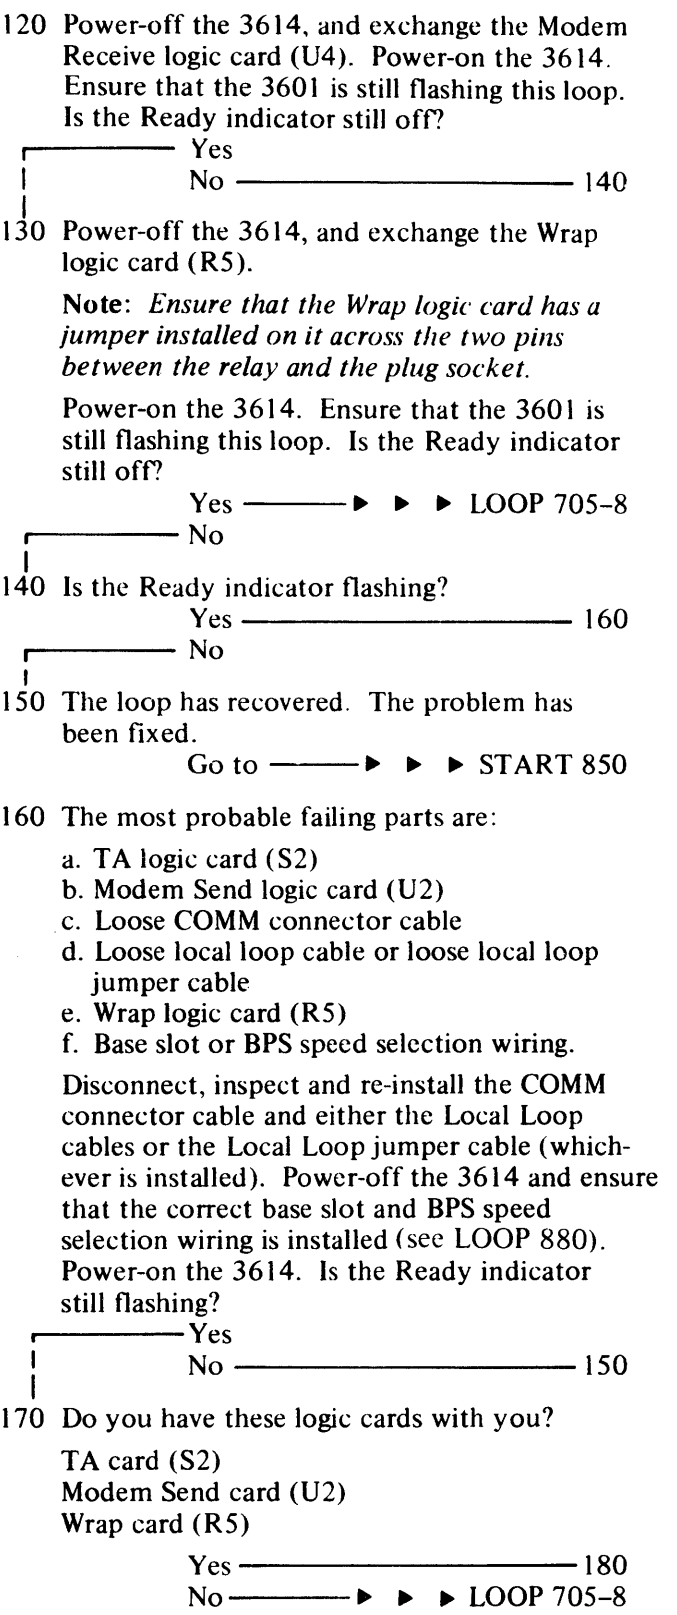 120 Power-off the 3614, and exchange the Modem
Receive logic card (U4). Power-on the 3614.
Ensure that the 3601 is still flashing this loop.
Is the Ready indicator still off?
Yes
No 140
130 Power-off the 3614, and exchange the Wrap
logic card (R5).
Note: Ensure that the Wrap logic card has a
jumper installed on it across the two pins
between the relay and the plug socket.
Power-on the 3614. Ensure that the 3601 is
still flashing this loop. Is the Ready indicator
still off?
Yes ▶ ▶ ▶ LOOP 705–8
No
140 Is the Ready indicator flashing?
Yes 160
No
150 The loop has recovered. The problem has
been fixed.
Go to ▶ ▶ ▶ START 850
160 The most probable failing parts are:
a. TA logic card (S2)
b. Modem Send logic card (U2)
c. Loose COMM connector cable
d. Loose local loop cable or loose local loop
jumper cable
e. Wrap logic card (R5)
f. Base slot or BPS speed selection wiring.
Disconnect, inspect and re-install the COMM
connector cable and either the Local Loop
cables or the Local Loop jumper cable (which-
ever is installed). Power-off the 3614 and ensure
that the correct base slot and BPS speed
selection wiring is installed (see LOOP 880).
Power-on the 3614. Is the Ready indicator
still flashing?
Yes
No 150
170 Do you have these logic cards with you?
TA card (S2)
Modem Send card (U2)
Wrap card (R5)
Yes 180
No ▶ ▶ ▶ LOOP 705–8